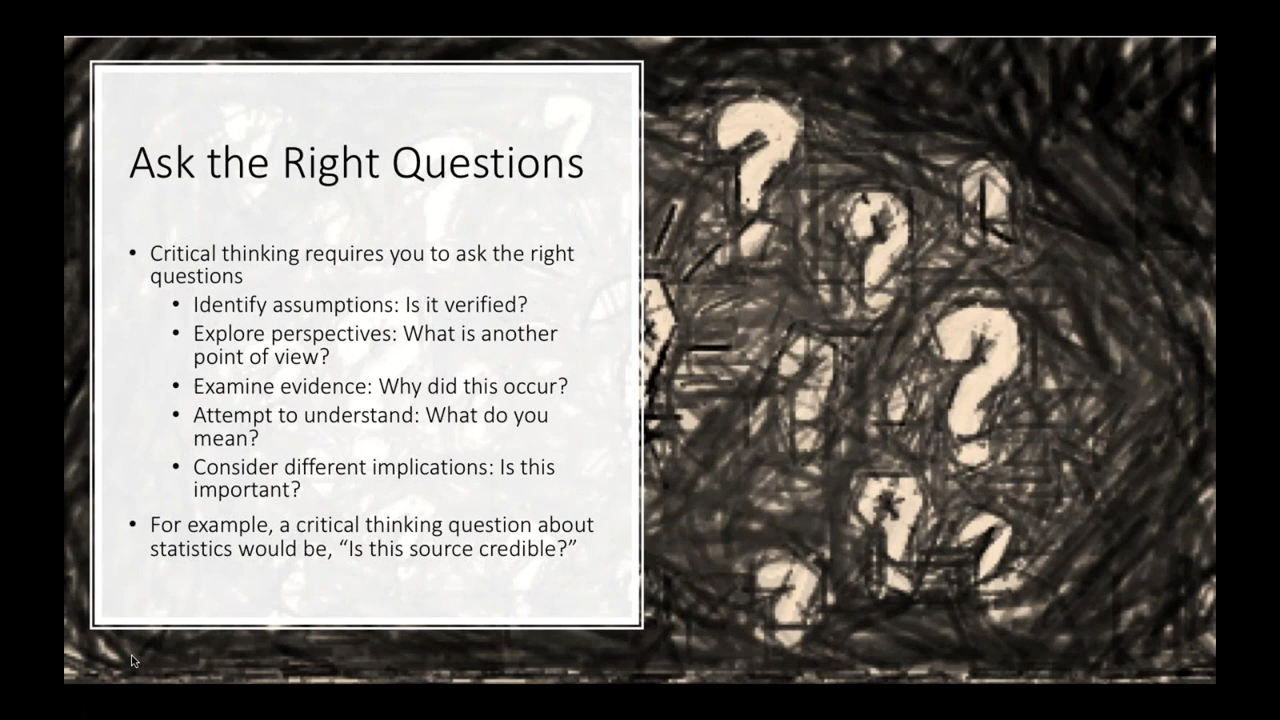 Ask the Right Questions
• Critical thinking requires you to ask the right
questions
• Identify assumptions: Is it verified?
• Explore perspectives: What is another
point of view?
• Examine evidence: Why did this occur?
• Attempt to understand: What do you
mean?
• Consider different implications: Is this
important?
• For example, a critical thinking question about
statistics would be, “Is this source credible?”